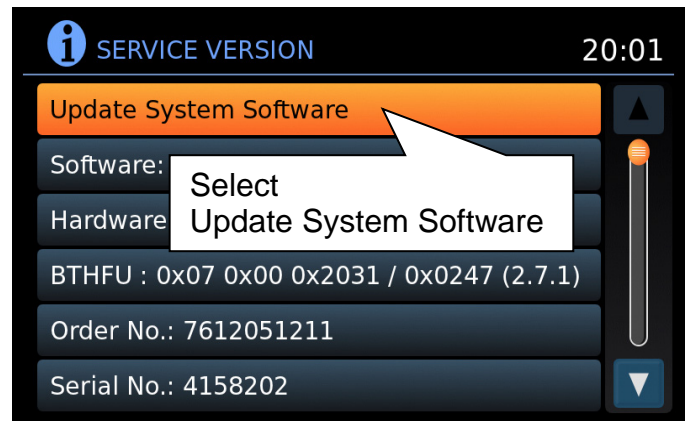 SERVICE VERSION 20:01
Update System Software
Software:
Select
Update System Software
Hardware
BTHFU : 0x07 0x00 0x2031 / 0x0247 (2.7.1)
Order No.: 7612051211
Serial No.: 4158202